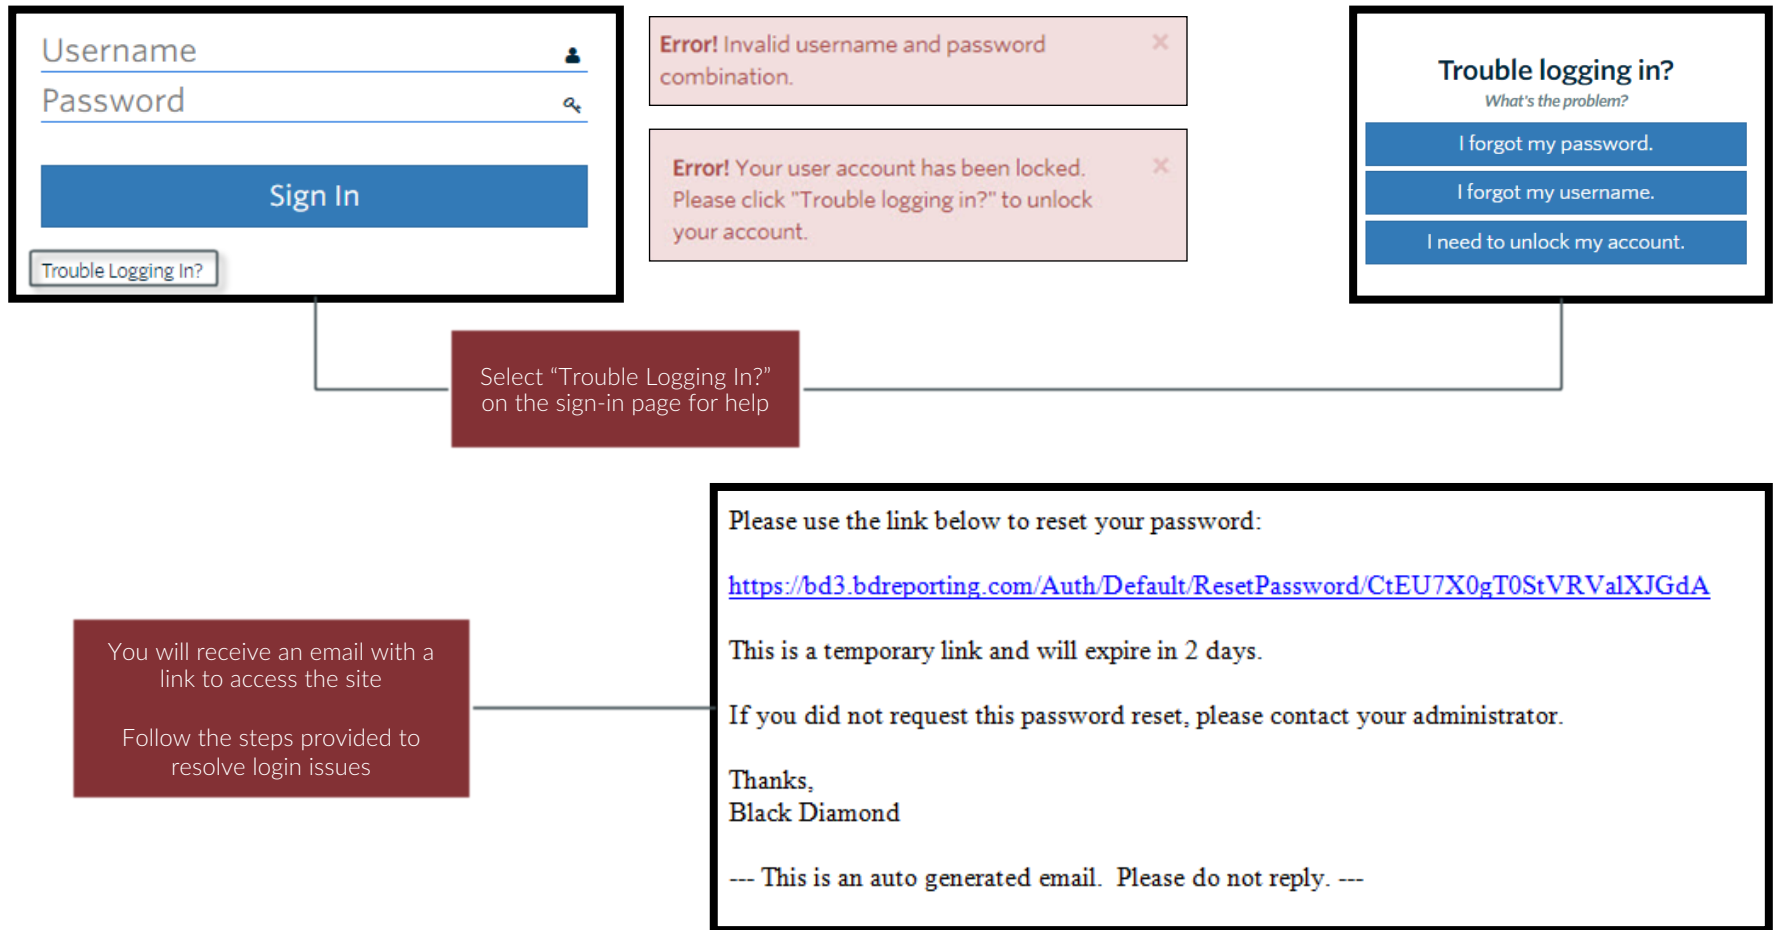 Username
Password
Sign In
Trouble Logging In?
Error! Invalid username and password
combination.
×
Error! Your user account has been locked.
Please click "Trouble logging in?" to unlock
your account.
×
Trouble logging in?
What's the problem?
I forgot my password.
I forgot my username.
I need to unlock my account.
Select “Trouble Logging In?”
on the sign-in page for help
You will receive an email with a
link to access the site
Follow the steps provided to
resolve login issues
Please use the link below to reset your password:
https://bd3.bdreporting.com/Auth/Default/ResetPassword/CtEU7X0gT0StVRValXJGdA
This is a temporary link and will expire in 2 days.
If you did not request this password reset, please contact your administrator.
Thanks,
Black Diamond
--- This is an auto generated email.  Please do not reply. ---